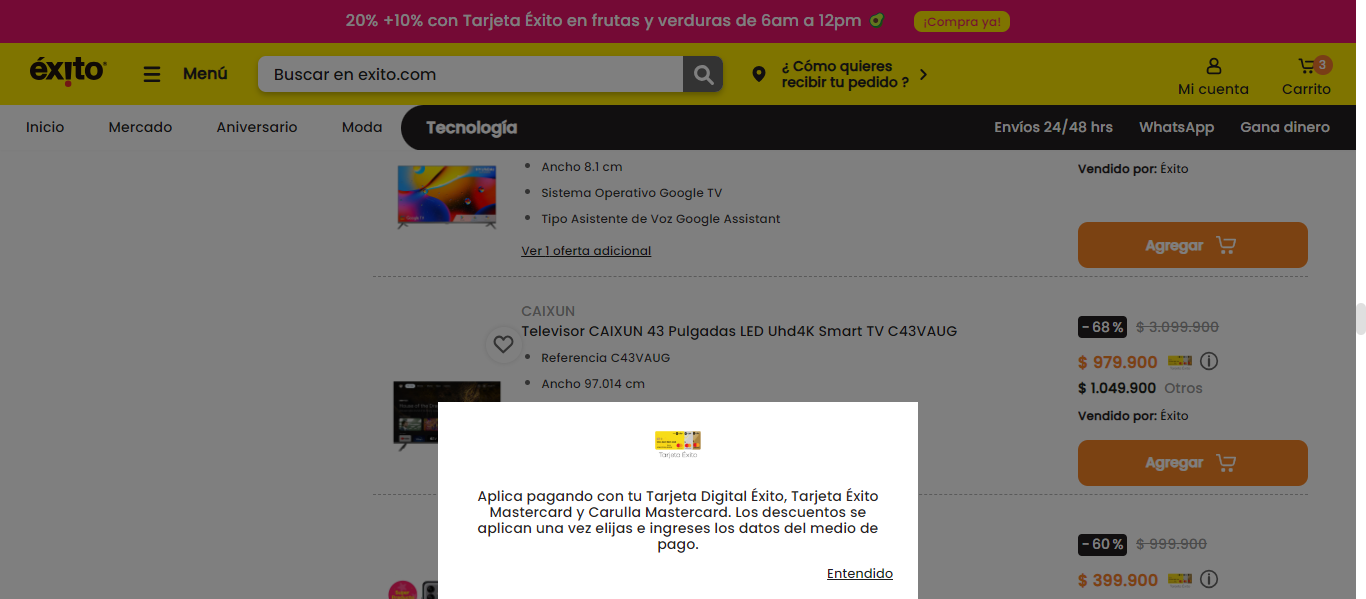 20% +10% con Tarjeta Éxito en frutas y verduras de 6am a 12pm
¡Compra ya!
éxito
Menú
Buscar en exito.com
¿ Cómo quieres
recibir tu pedido ?
Mi cuenta
3
Carrito
Inicio
Mercado
Aniversario
Moda
Tecnología
Envíos 24/48 hrs
WhatsApp
Gana dinero
Ancho 8.1 cm
Sistema Operativo Google TV
Tipo Asistente de Voz Google Assistant
Ver 1 oferta adicional
Vendido por: Éxito
Agregar
CAIXUN
Televisor CAIXUN 43 Pulgadas LED Uhd4K Smart TV C43VAUG
Referencia C43VAUG
Ancho 97.014 cm
- 68 % $ 3.099.900
$ 979.900
$ 1.049.900 Otros
Vendido por: Éxito
Agregar
Tarjeta Éxito
Aplica pagando con tu Tarjeta Digital Éxito, Tarjeta Éxito
Mastercard y Carulla Mastercard. Los descuentos se
aplican una vez elijas e ingreses los datos del medio de
pago.
Entendido
- 60 % $ 999.900
$ 399.900